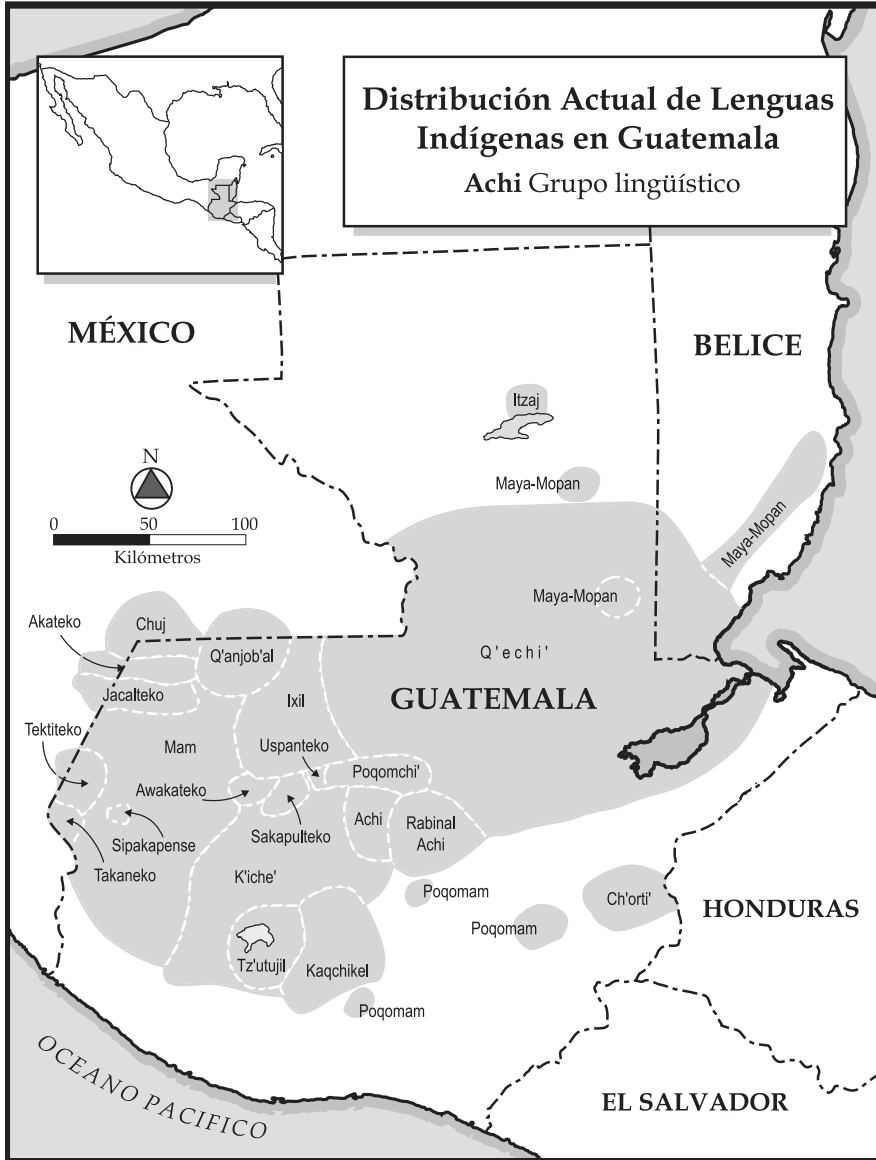 Distribución Actual de Lenguas
Indígenas en Guatemala
Achi Grupo lingüístico
MÉXICO
BELICE
Itzaj
N
Maya-Mopan
0 50 100
Kilómetros
Maya-Mopan
Maya-Mopan
Chuj
Akateko
Q'anjob'al
Q'echi'
Jacalteko
Ixil
GUATEMALA
Tektiteko
Mam
Uspanteko
Poqomchi'
Awakateko
Sipakapense
Sakapulteko
Achi
Rabinal
Achi
Takaneko
K'iche'
Poqomam
Ch'orti'
HONDURAS
Poqomam
Tz'utujil
Kaqchikel
Poqomam
OCEANO PACIFICO
EL SALVADOR